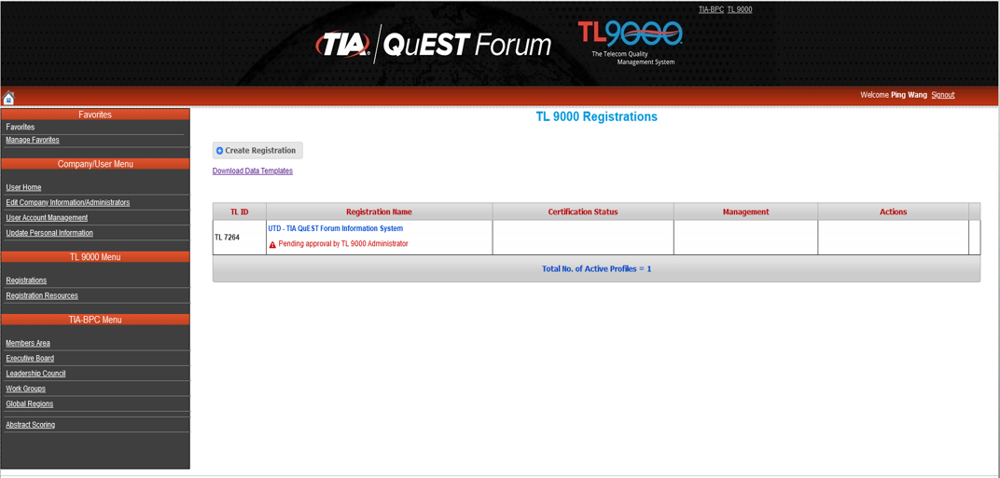 TIA-BPC TL 9000
TIA® QuEST Forum
TL9000
The Telecom Quality
Management System
Welcome Ping Wang Signout
Favorites
Favorites
Manage Favorites
Company/User Menu
User Home
Edit Company Information/Administrators
User Account Management
Update Personal Information
TL 9000 Menu
Registrations
Registration Resources
TIA-BPC Menu
Members Area
Executive Board
Leadership Council
Work Groups
Global Regions
Abstract Scoring
TL 9000 Registrations
Create Registration
Download Data Templates
TL ID Registration Name Certification Status Management Actions
TL 7264
UTD - TIA QuEST Forum Information System
Pending approval by TL 9000 Administrator
Total No. of Active Profiles = 1